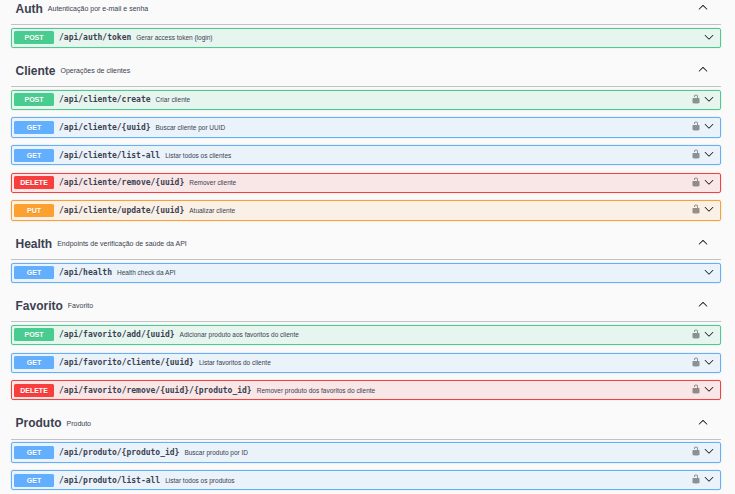 Auth Autenticação por e-mail e senha
POST /api/auth/token Gerar access token (login)
Cliente Operações de clientes
POST /api/cliente/create Criar cliente
GET /api/cliente/{uuid} Buscar cliente por UUID
GET /api/cliente/list-all Listar todos os clientes
DELETE /api/cliente/remove/{uuid} Remover cliente
PUT /api/cliente/update/{uuid} Atualizar cliente
Health Endpoints de verificação de saúde da API
GET /api/health Health check da API
Favorito Favorito
POST /api/favorito/add/{uuid} Adicionar produto aos favoritos do cliente
GET /api/favorito/cliente/{uuid} Listar favoritos do cliente
DELETE /api/favorito/remove/{uuid}/{produto_id} Remover produto dos favoritos do cliente
Produto Produto
GET /api/produto/{produto_id} Buscar produto por ID
GET /api/produto/list-all Listar todos os produtos